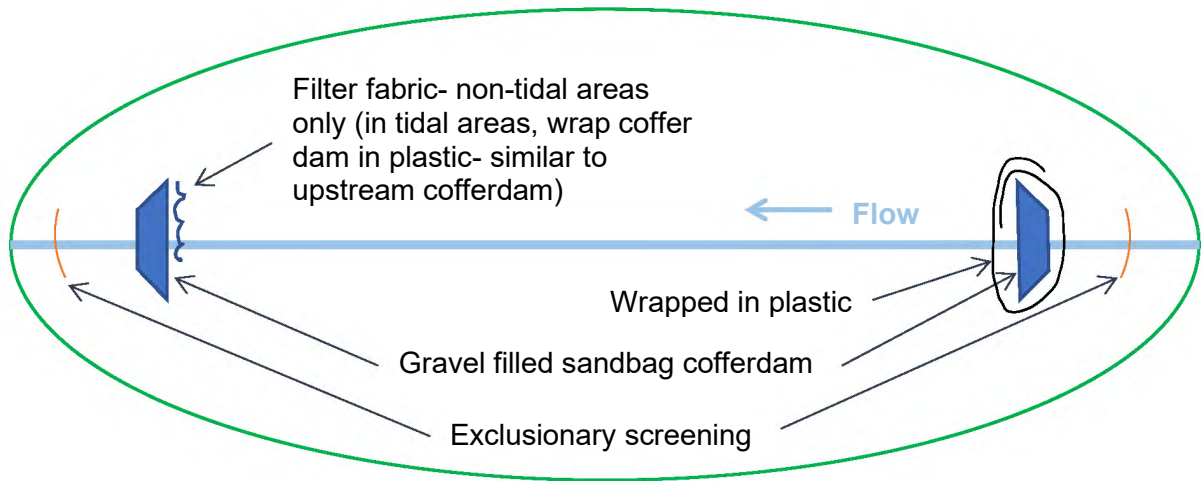 Filter fabric- non-tidal areas
only (in tidal areas, wrap coffer
dam in plastic- similar to
upstream cofferdam)
Flow
Wrapped in plastic
Gravel filled sandbag cofferdam
Exclusionary screening